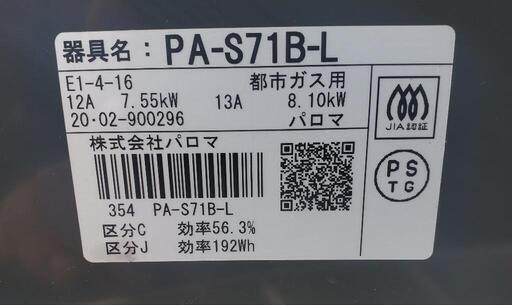 器具名：PA-S71B-L
E1-4-16 都市ガス用
12A 7.55kW 13A 8.10kW
20・02-900296 パロマ
JIA認証
株式会社パロマ
PS
TG
354 PA-S71B-L
区分C 効率56.3%
区分J 効率192Wh